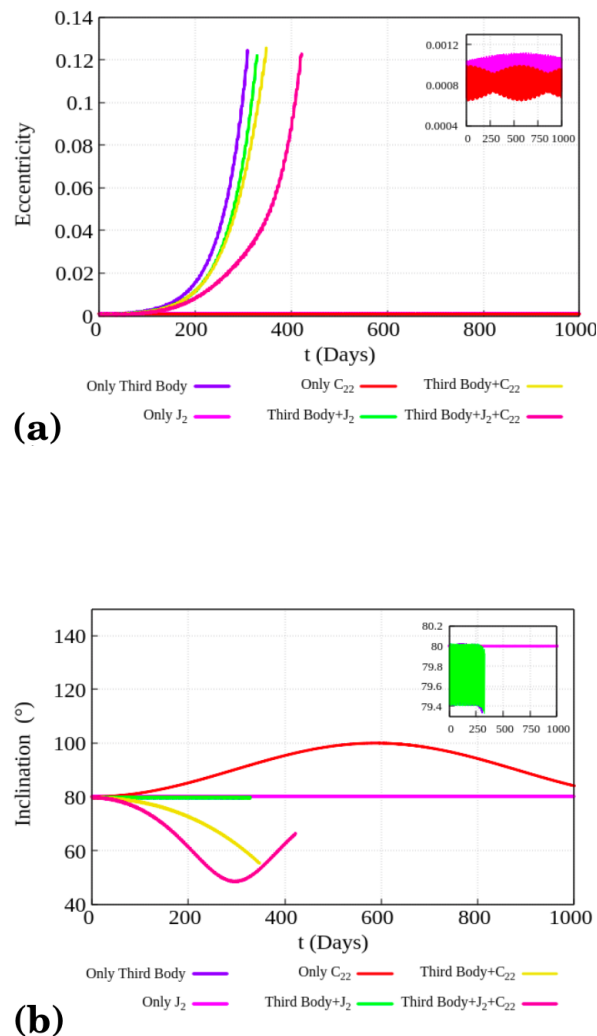 0.14
0.12
0.1
0.08
0.06
0.04
0.02
0
Eccentricity
0.0012
0.0008
0.0004
0 250 500 750 1000
0 200 400 600 800 1000
t (Days)
Only Third Body Only C₂₂ Third Body+C₂₂
Only J₂ Third Body+J₂ Third Body+J₂+C₂₂
(a)
140
120
100
80
60
40
Inclination (°)
80.2
80
79.8
79.6
79.4
0 250 500 750 1000
0 200 400 600 800 1000
t (Days)
Only Third Body Only C₂₂ Third Body+C₂₂
Only J₂ Third Body+J₂ Third Body+J₂+C₂₂
(b)